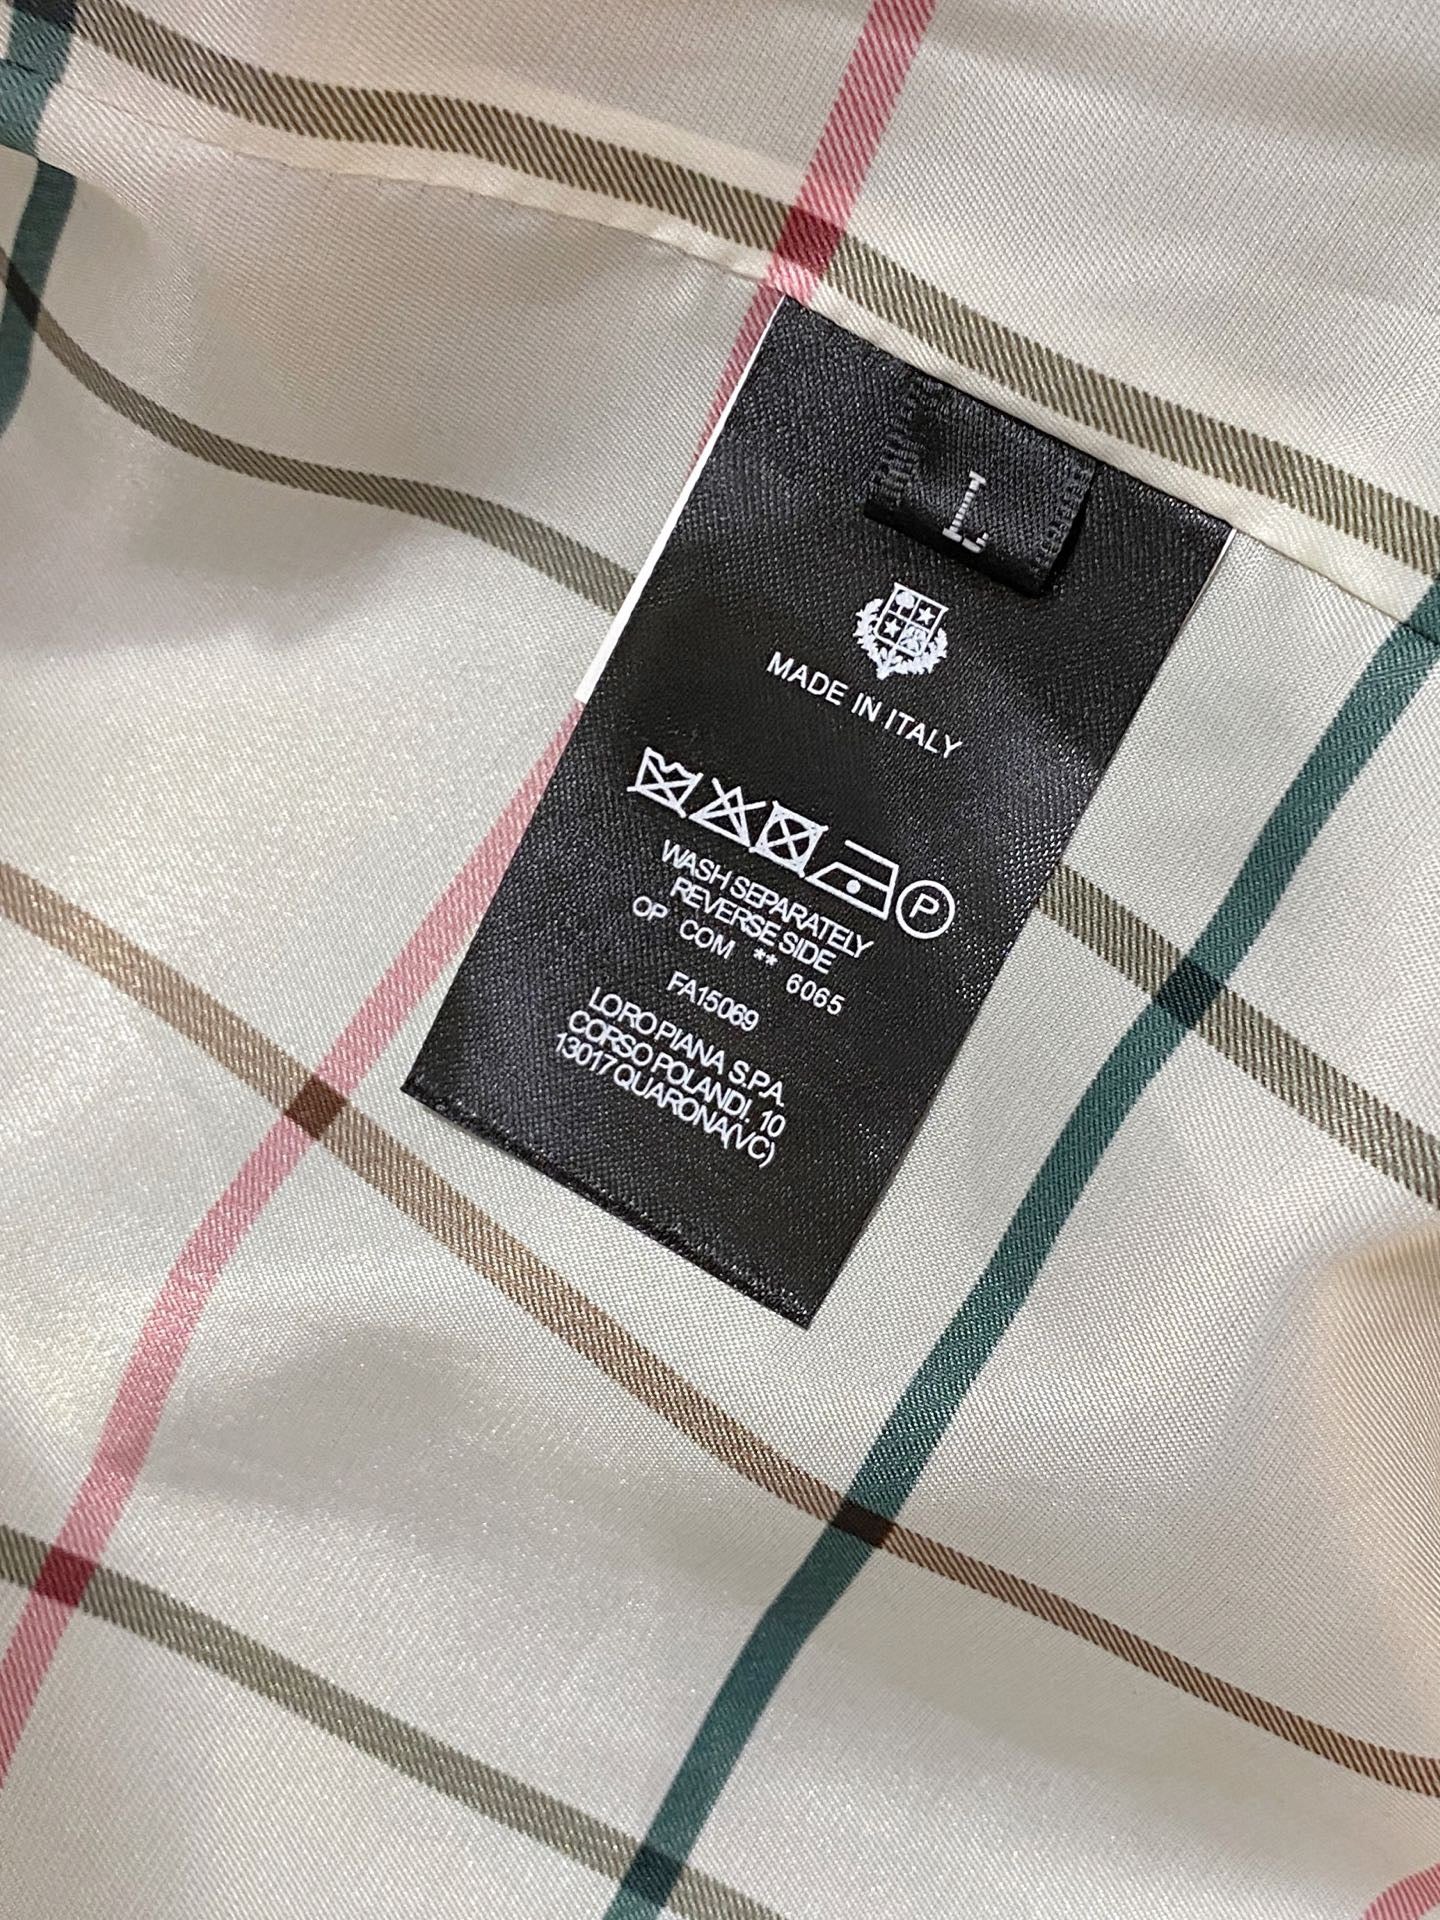 L
MADE IN ITALY
P
WASH SEPARATELY
REVERSE SIDE
OP COM ** 6065
FA15069
LORO PIANA S.P.A.
CORSO POLANDI, 10
13017 QUARONA(VC)